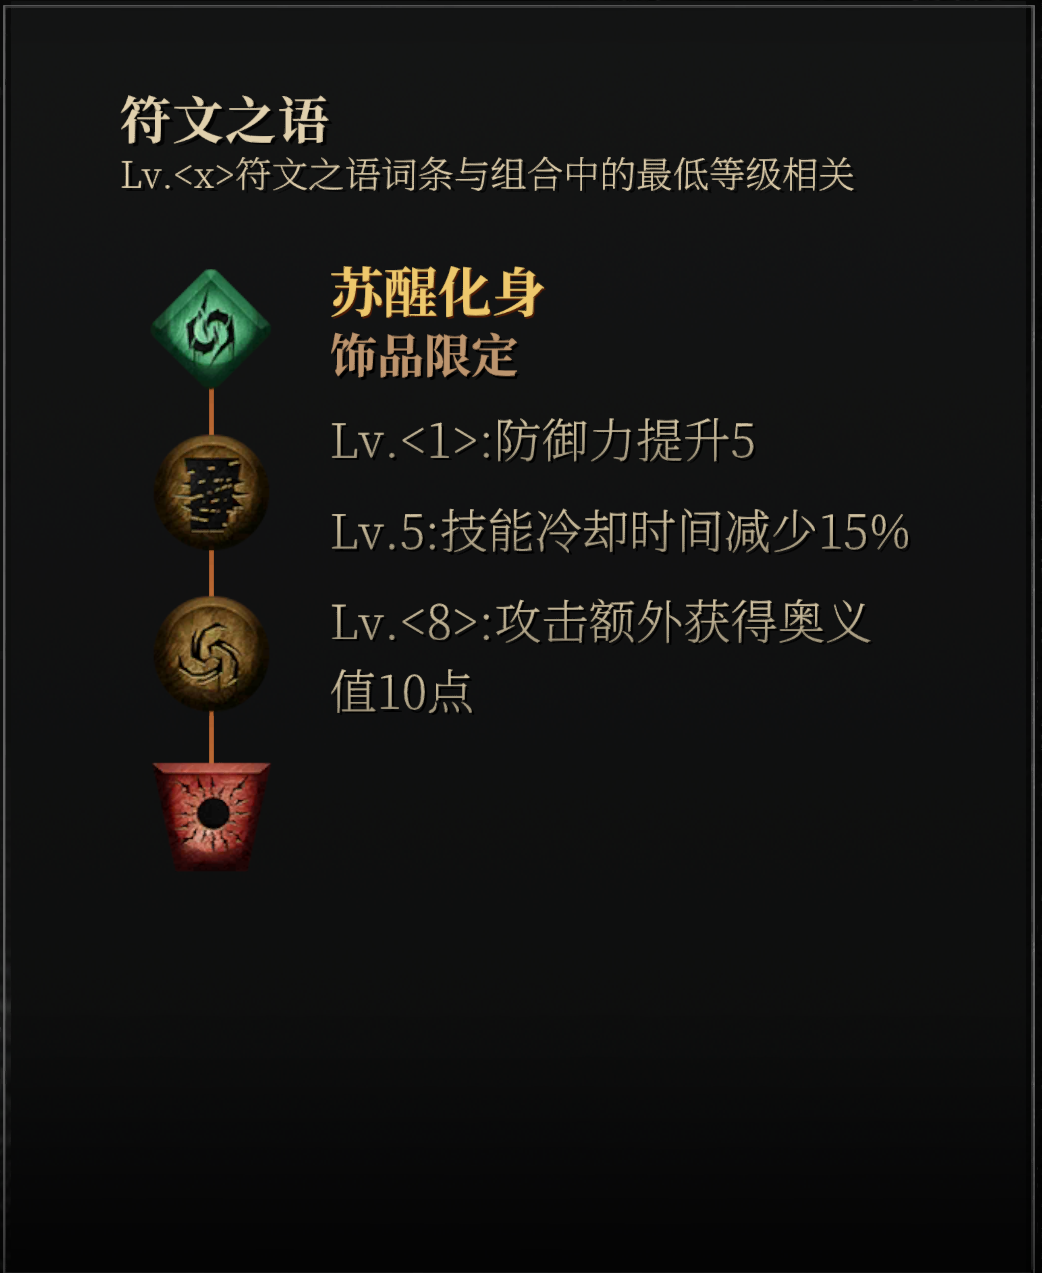 符文之语
Lv.<x>符文之语词条与组合中的最低等级相关
苏醒化身
饰品限定
Lv.<1>:防御力提升5
Lv.5:技能冷却时间减少15%
Lv.<8>:攻击额外获得奥义
值10点